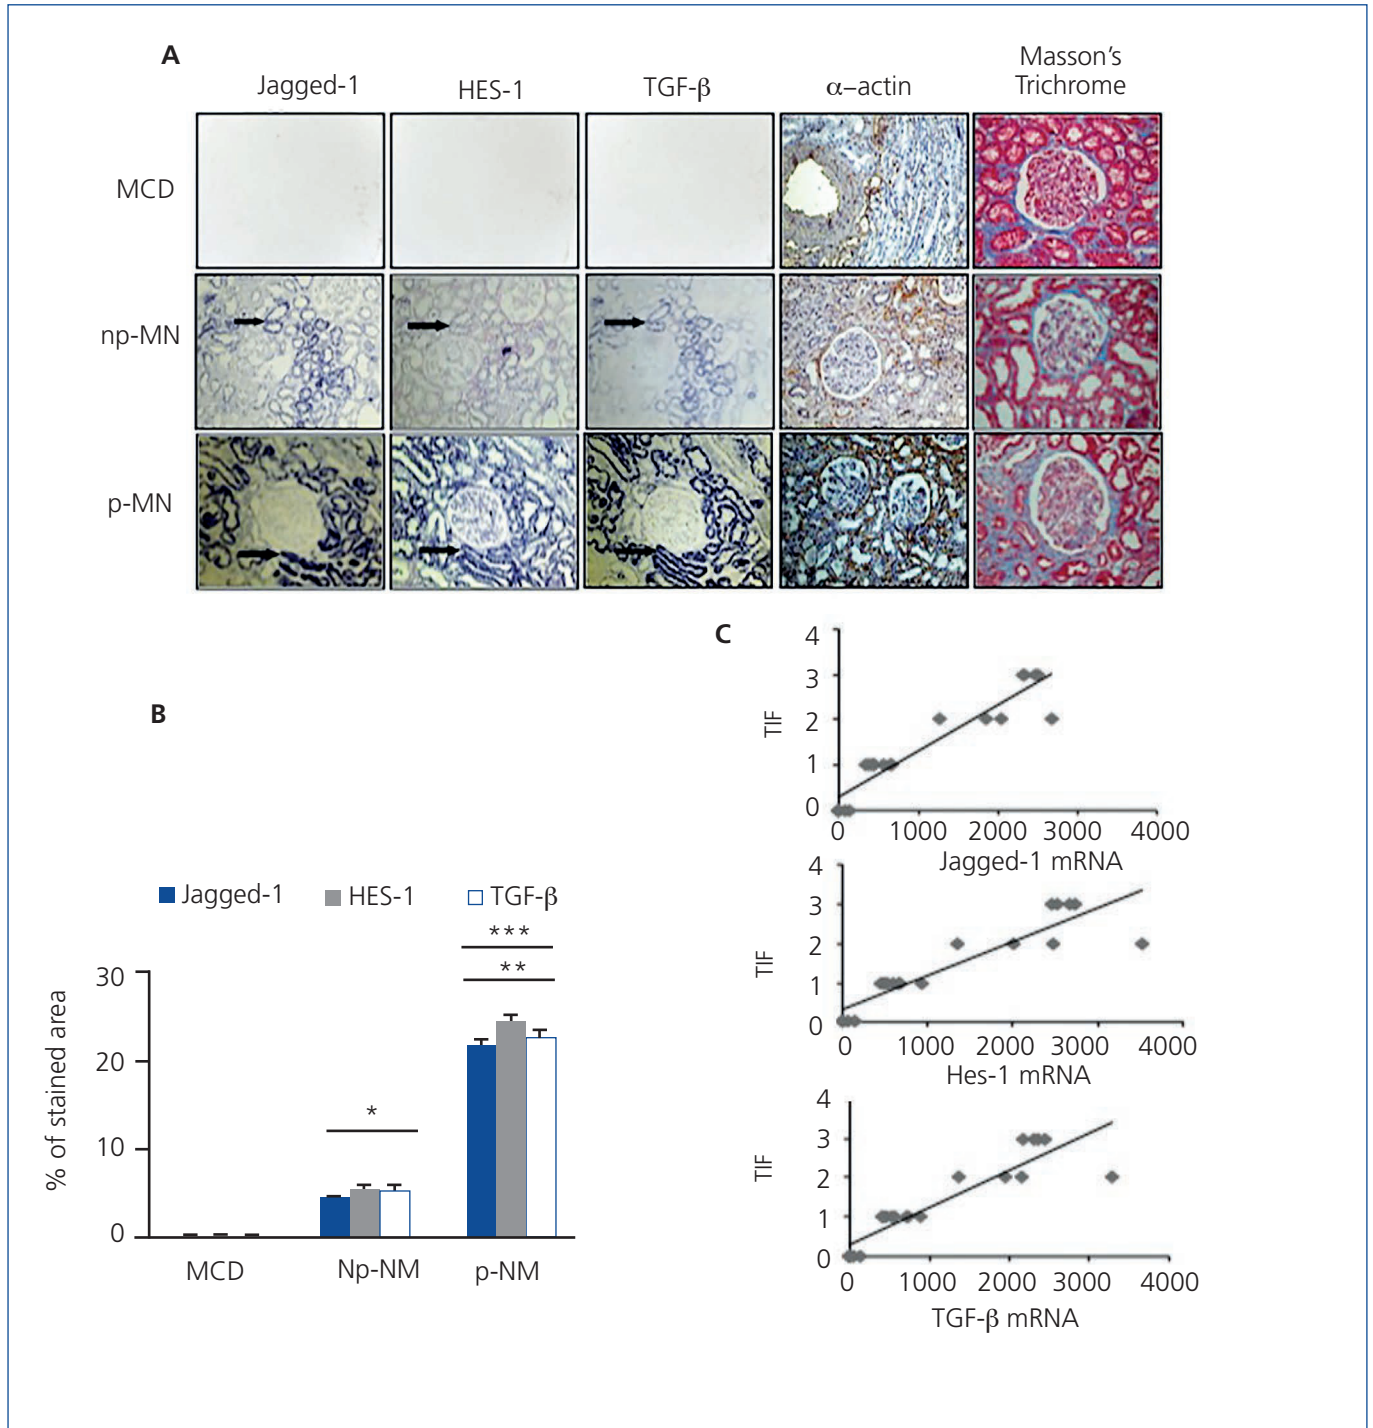 A
Jagged-1
HES-1
TGF-β
α–actin
Masson's
Trichrome
MCD
np-MN
p-MN
B
Jagged-1
HES-1
TGF-β
***
**
*
% of stained area
30
20
10
0
MCD
Np-NM
p-NM
C
TIF
4
3
2
1
0
0 1000 2000 3000 4000
Jagged-1 mRNA
TIF
4
3
2
1
0
0 1000 2000 3000 4000
Hes-1 mRNA
TIF
4
3
2
1
0
0 1000 2000 3000 4000
TGF-β mRNA